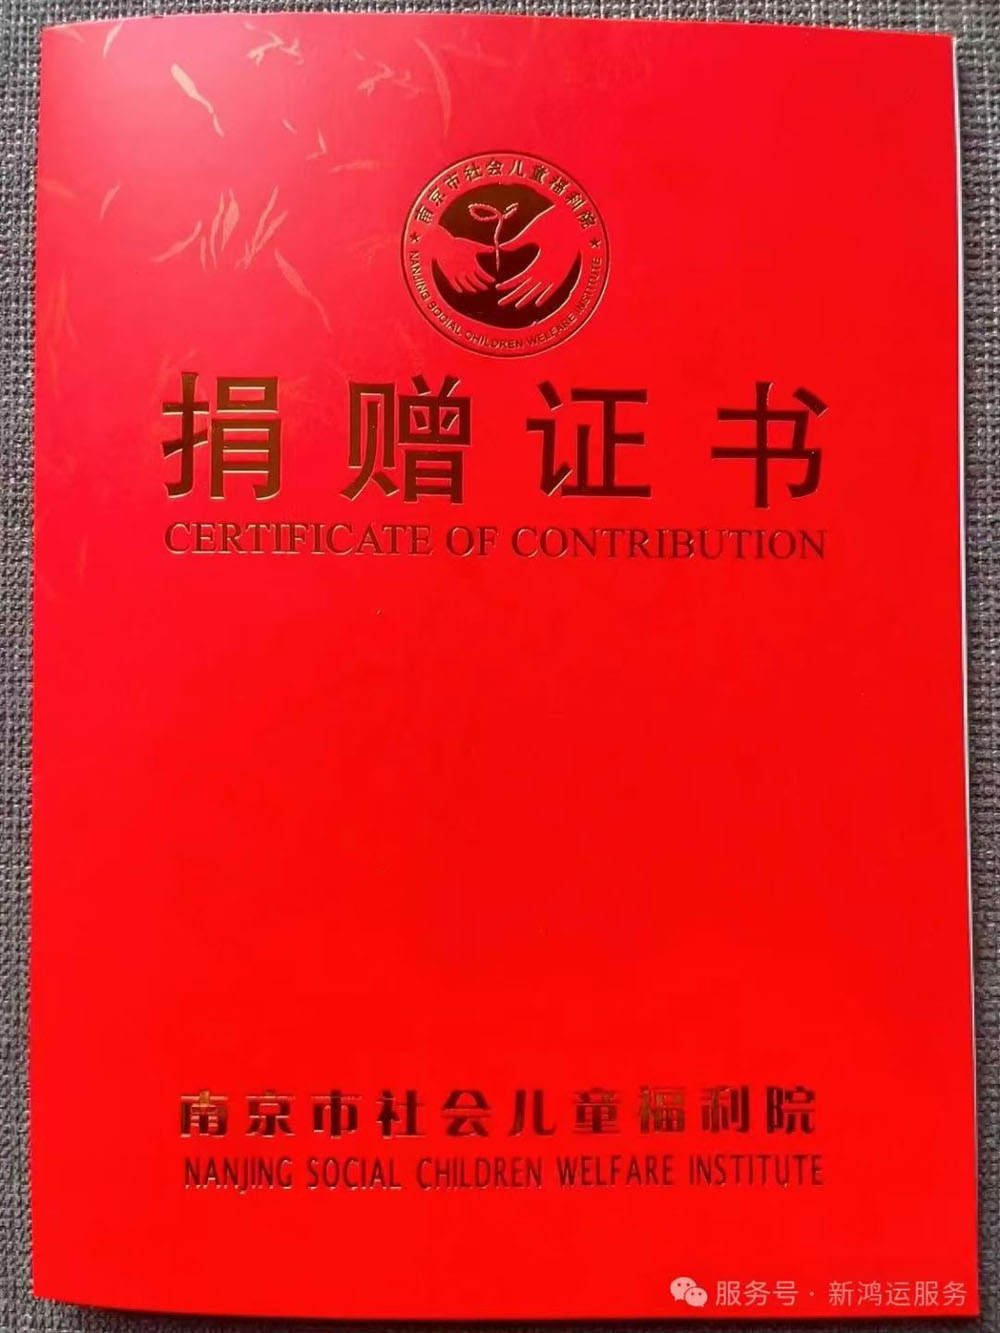 南京市社会儿童福利院
NANJING SOCIAL CHILDREN WELFARE INSTITUTE
捐赠证书
CERTIFICATE OF CONTRIBUTION
南京市社会儿童福利院
NANJING SOCIAL CHILDREN WELFARE INSTITUTE
服务号·新鸿运服务